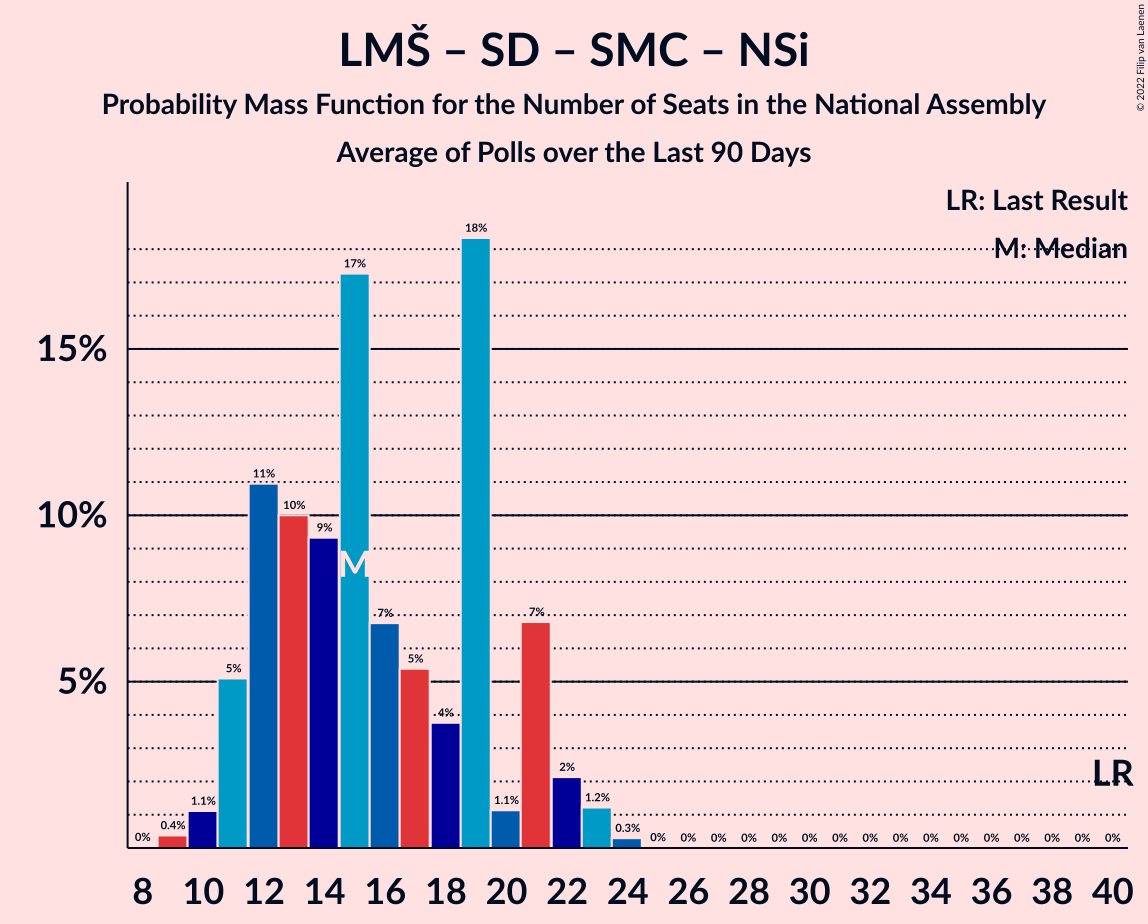 LMŠ – SD – SMC – NSi
Probability Mass Function for the Number of Seats in the National Assembly
Average of Polls over the Last 90 Days
© 2022 Filip van Laenen
LR: Last Result
M: Median
15%
10%
5%
0%
0.4%
1.1%
5%
11%
10%
9%
17%
M
7%
5%
4%
18%
1.1%
7%
2%
1.2%
0.3%
0% 0% 0% 0% 0% 0% 0% 0% 0% 0% 0% 0% 0% 0% 0% 0%
LR
8 10 12 14 16 18 20 22 24 26 28 30 32 34 36 38 40